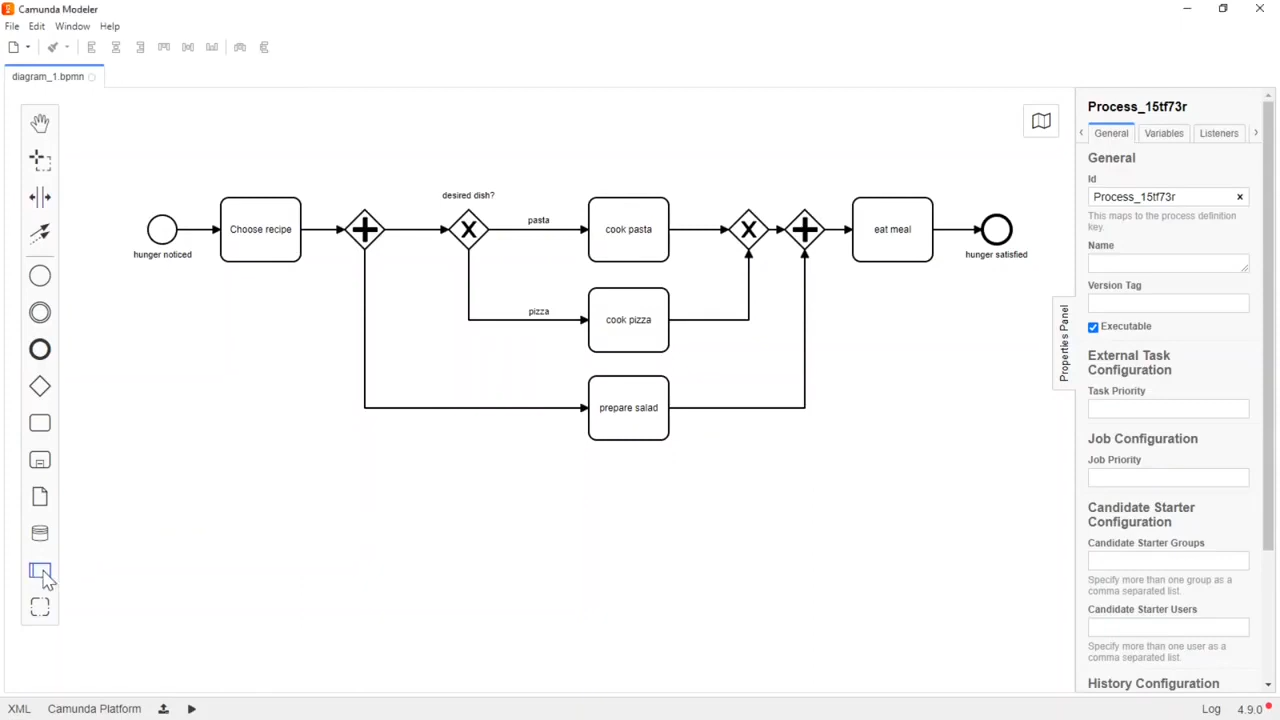 Camunda Modeler
File Edit Window Help
diagram_1.bpmn
desired dish?
pasta
Choose recipe
cook pasta
eat meal
hunger noticed
hunger satisfied
pizza
cook pizza
prepare salad
Properties Panel
Process_15tf73r
General Variables Listeners
General
Id
Process_15tf73r
This maps to the process definition
key.
Name
Version Tag
Executable
External Task
Configuration
Task Priority
Job Configuration
Job Priority
Candidate Starter
Configuration
Candidate Starter Groups
Specify more than one group as a
comma separated list.
Candidate Starter Users
Specify more than one user as a
comma separated list.
History Configuration
XML Camunda Platform Log 4.9.0